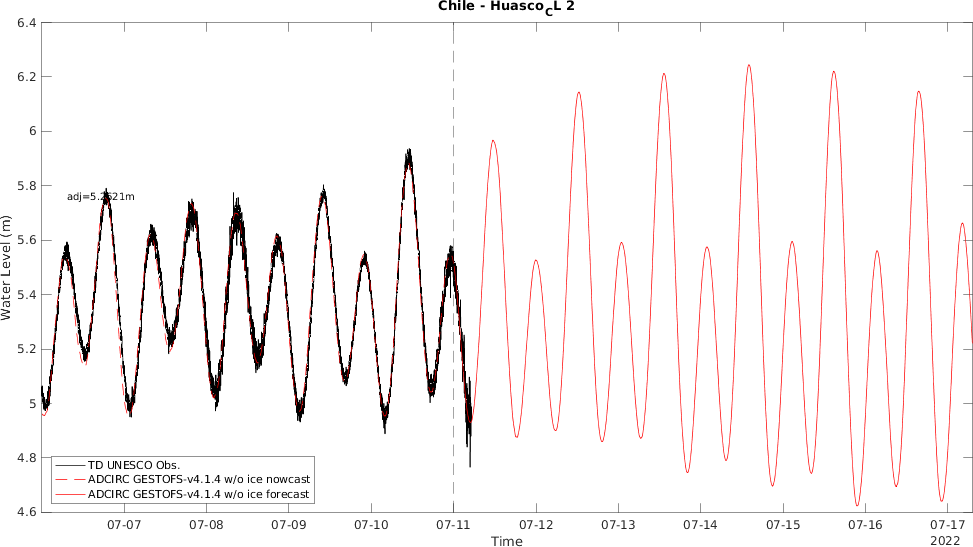 Chile - Huasco_CL 2
6.4
6.2
6
5.8
5.6
5.4
5.2
5
4.8
4.6
Water Level (m)
adj=5.2621m
TD UNESCO Obs.
ADCIRC GESTOFS-v4.1.4 w/o ice nowcast
ADCIRC GESTOFS-v4.1.4 w/o ice forecast
07-07 07-08 07-09 07-10 07-11 07-12 07-13 07-14 07-15 07-16 07-17
Time 2022